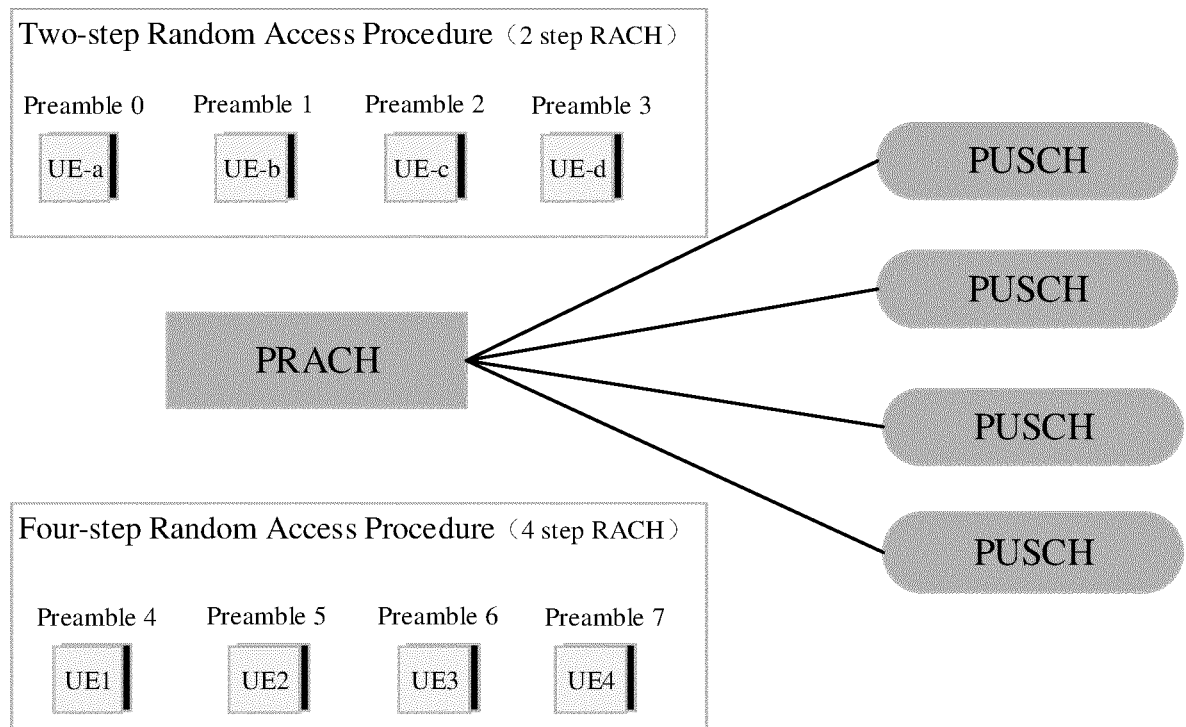 Two-step Random Access Procedure（2 step RACH）
Preamble 0 Preamble 1 Preamble 2 Preamble 3
UE-a UE-b UE-c UE-d
PUSCH
PUSCH
PRACH
PUSCH
PUSCH
Four-step Random Access Procedure（4 step RACH）
Preamble 4 Preamble 5 Preamble 6 Preamble 7
UE1 UE2 UE3 UE4